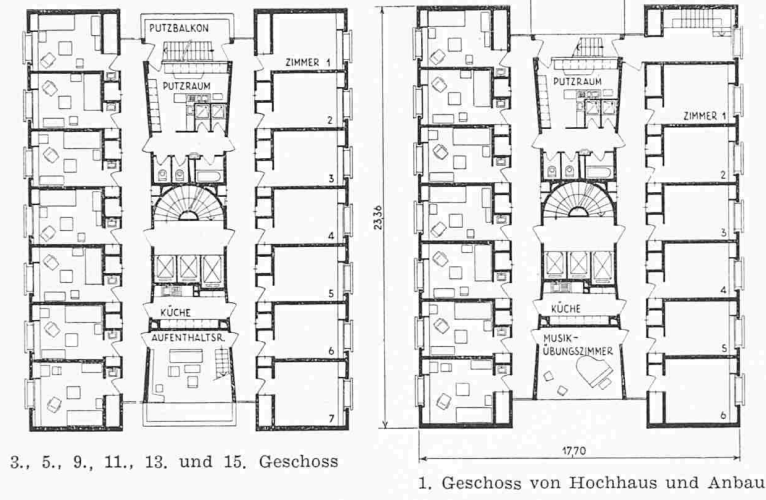 PUTZBALKON
ZIMMER 1
PUTZRAUM
2
3
4
5
KÜCHE
6
AUFENTHALTSR.
7
3., 5., 9., 11., 13. und 15. Geschoss
23,36
PUTZRAUM
ZIMMER 1
2
3
4
KÜCHE
5
MUSIK-
ÜBUNGSZIMMER
6
17,70
1. Geschoss von Hochhaus und Anbau